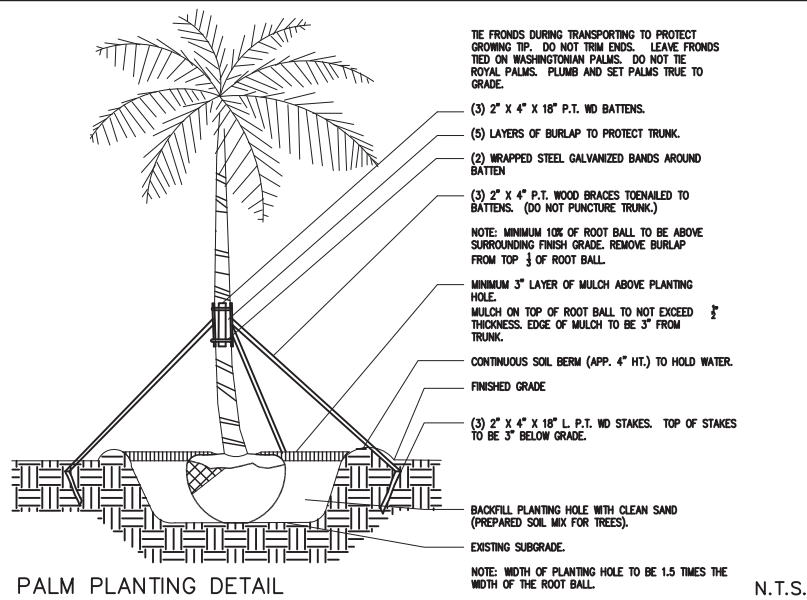 TIE FRONDS DURING TRANSPORTING TO PROTECT
GROWING TIP. DO NOT TRIM ENDS. LEAVE FRONDS
TIED ON WASHINGTONIAN PALMS. DO NOT TIE
ROYAL PALMS. PLUMB AND SET PALMS TRUE TO
GRADE.
(3) 2" X 4" X 18" P.T. WD BATTENS.
(5) LAYERS OF BURLAP TO PROTECT TRUNK.
(2) WRAPPED STEEL GALVANIZED BANDS AROUND
BATTEN
(3) 2" X 4" P.T. WOOD BRACES TOENAILED TO
BATTENS. (DO NOT PUNCTURE TRUNK.)
NOTE: MINIMUM 10% OF ROOT BALL TO BE ABOVE
SURROUNDING FINISH GRADE. REMOVE BURLAP
FROM TOP 1/3 OF ROOT BALL.
MINIMUM 3" LAYER OF MULCH ABOVE PLANTING
HOLE.
MULCH ON TOP OF ROOT BALL TO NOT EXCEED 1/2"
THICKNESS. EDGE OF MULCH TO BE 3" FROM
TRUNK.
CONTINUOUS SOIL BERM (APP. 4" HT.) TO HOLD WATER.
FINISHED GRADE
(3) 2" X 4" X 18" L. P.T. WD STAKES. TOP OF STAKES
TO BE 3" BELOW GRADE.
BACKFILL PLANTING HOLE WITH CLEAN SAND
(PREPARED SOIL MIX FOR TREES).
EXISTING SUBGRADE.
NOTE: WIDTH OF PLANTING HOLE TO BE 1.5 TIMES THE
WIDTH OF THE ROOT BALL.
PALM PLANTING DETAIL
N.T.S.